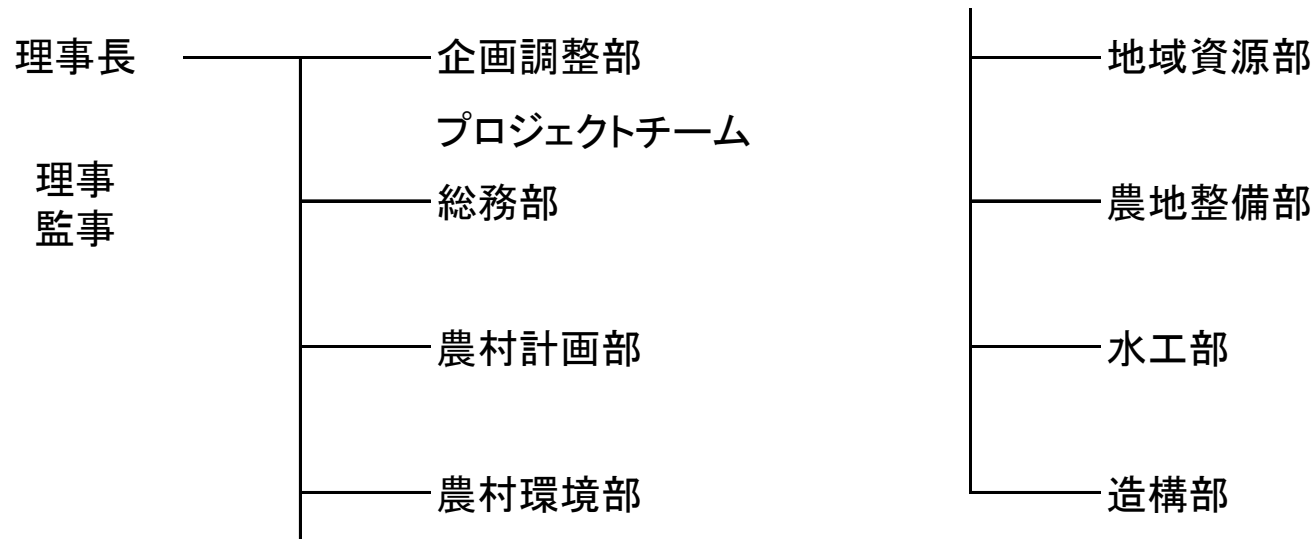 理事長
理事
監事
企画調整部
プロジェクトチーム
総務部
農村計画部
農村環境部
地域資源部
農地整備部
水工部
造構部